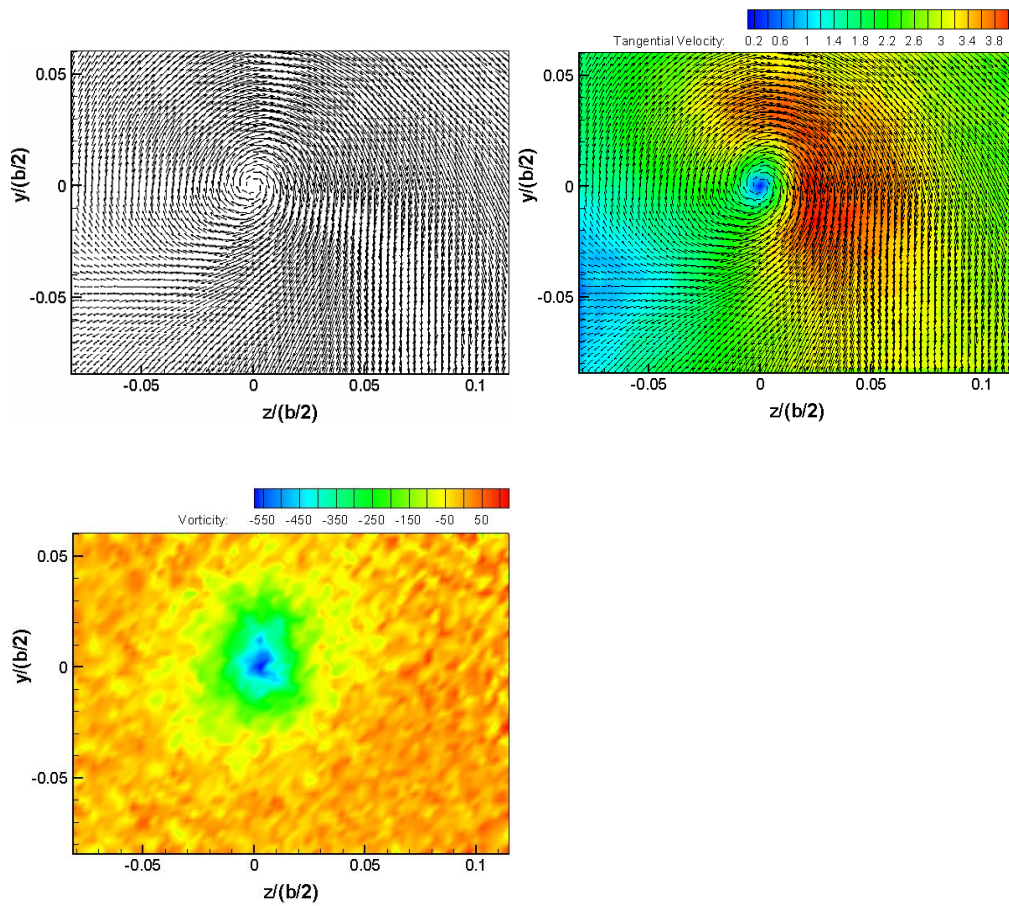 0.2 0.6 1 1.4 1.8 2.2 2.6 3 3.4 3.8
Tangential Velocity:
0.05
0
-0.05
y/(b/2)
-0.05 0 0.05 0.1
z/(b/2)
0.05
0
-0.05
y/(b/2)
-0.05 0 0.05 0.1
z/(b/2)
Vorticity: -550 -450 -350 -250 -150 -50 50
0.05
0
-0.05
y/(b/2)
-0.05 0 0.05 0.1
z/(b/2)